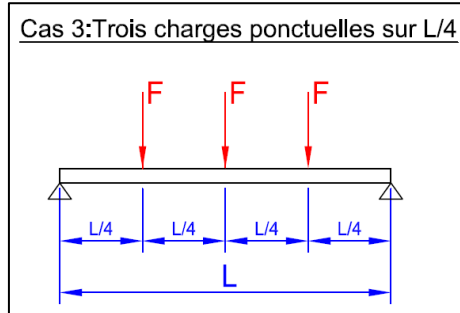 Cas 3:Trois charges ponctuelles sur L/4
F F F
L/4 L/4 L/4 L/4
L